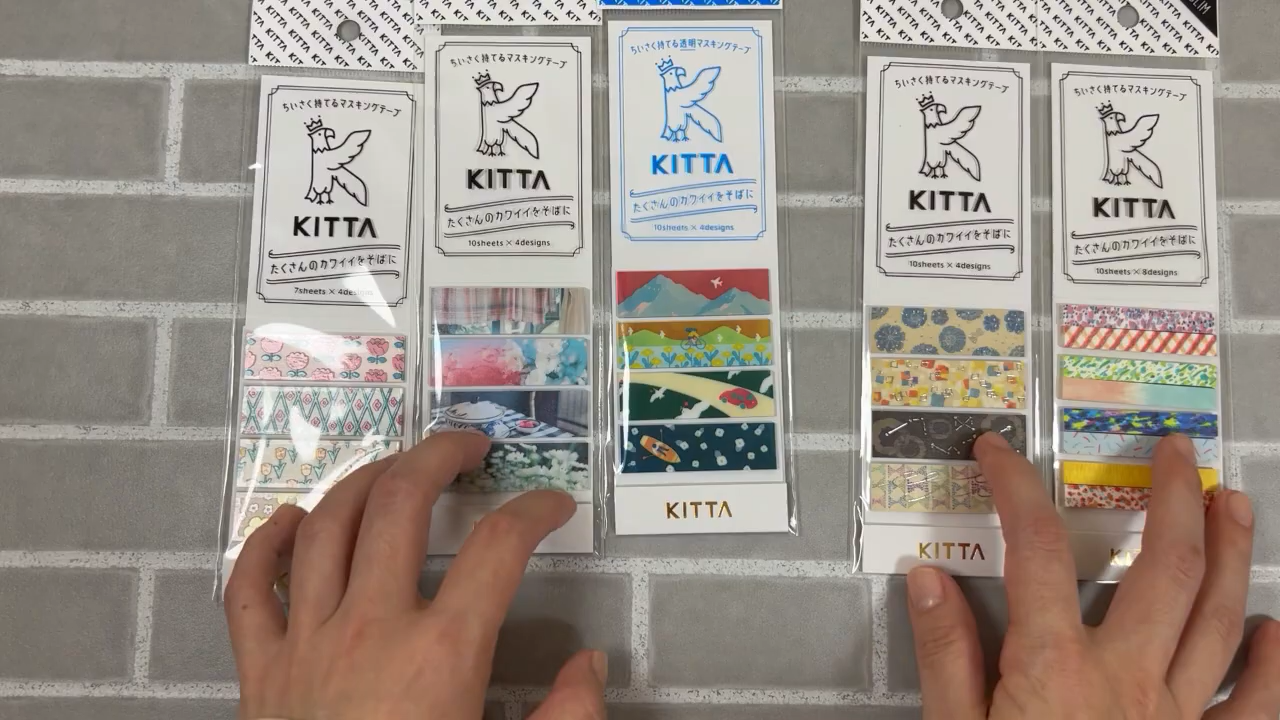 ちいさく持てるマスキングテープ
KITTA
たくさんのカワイイをそばに
7sheets × 4designs
ちいさく持てるマスキングテープ
KITTA
たくさんのカワイイをそばに
10sheets × 4designs
ちいさく持てる透明マスキングテープ
KITTA
たくさんのカワイイをそばに
10sheets × 4designs
KITTA
ちいさく持てるマスキングテープ
KITTA
たくさんのカワイイをそばに
10sheets × 4designs
KITTA
SLIM
ちいさく持てるマスキングテープ
KITTA
たくさんのカワイイをそばに
10sheets × 8designs